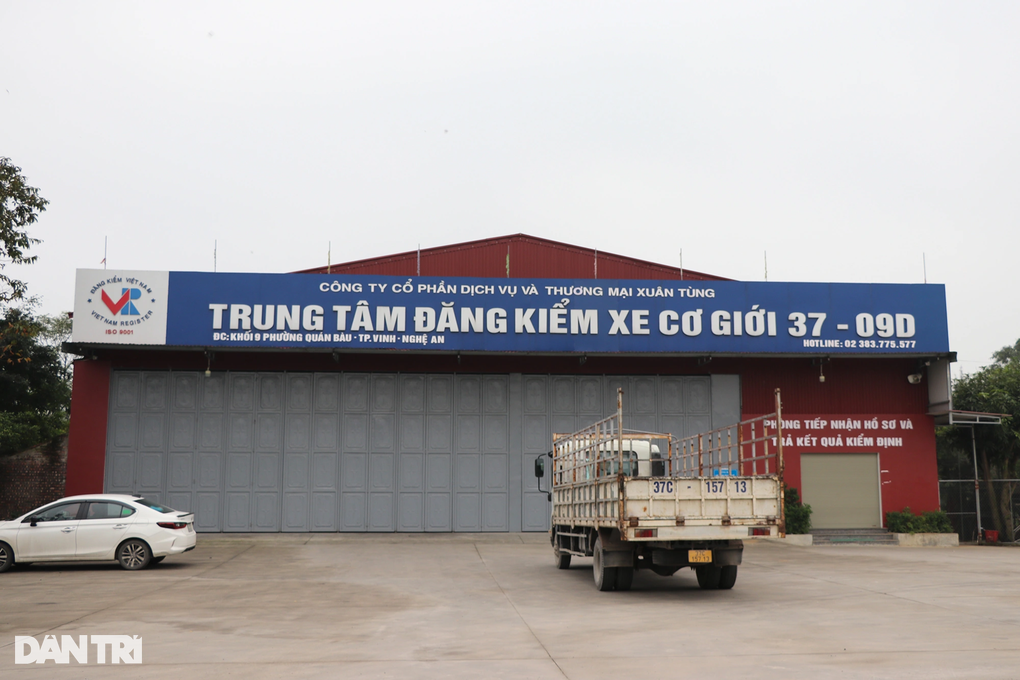 ĐĂNG KIỂM VIỆT NAM
VR
VIETNAM REGISTER
ISO 9001
CÔNG TY CỔ PHẦN DỊCH VỤ VÀ THƯƠNG MẠI XUÂN TÙNG
TRUNG TÂM ĐĂNG KIỂM XE CƠ GIỚI 37 - 09D
ĐC: KHỐI 9 PHƯỜNG QUÁN BÀU - TP.VINH - NGHỆ AN
HOTLINE: 02 383.775.577
PHÒNG TIẾP NHẬN HỒ SƠ VÀ
TRẢ KẾT QUẢ KIỂM ĐỊNH
37C - 157 13
DÂN TRÍ